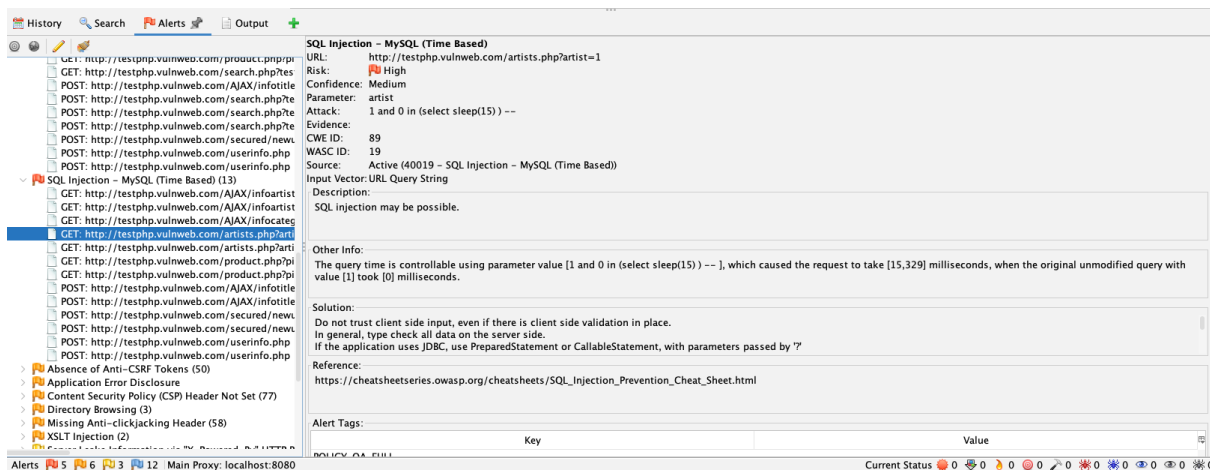 History Search Alerts Output
GET: http://testphp.vulnweb.com/product.php?pi
GET: http://testphp.vulnweb.com/search.php?tes
POST: http://testphp.vulnweb.com/AJAX/infotitle
POST: http://testphp.vulnweb.com/search.php?te
POST: http://testphp.vulnweb.com/search.php?te
POST: http://testphp.vulnweb.com/search.php?te
POST: http://testphp.vulnweb.com/secured/newu
POST: http://testphp.vulnweb.com/userinfo.php
POST: http://testphp.vulnweb.com/userinfo.php
SQL Injection - MySQL (Time Based) (13)
GET: http://testphp.vulnweb.com/AJAX/infoartist
GET: http://testphp.vulnweb.com/AJAX/infoartist
GET: http://testphp.vulnweb.com/AJAX/infocateg
GET: http://testphp.vulnweb.com/artists.php?arti
GET: http://testphp.vulnweb.com/artists.php?arti
GET: http://testphp.vulnweb.com/product.php?pi
GET: http://testphp.vulnweb.com/product.php?pi
POST: http://testphp.vulnweb.com/AJAX/infotitle
POST: http://testphp.vulnweb.com/AJAX/infotitle
POST: http://testphp.vulnweb.com/secured/newu
POST: http://testphp.vulnweb.com/secured/newu
POST: http://testphp.vulnweb.com/userinfo.php
POST: http://testphp.vulnweb.com/userinfo.php
Absence of Anti-CSRF Tokens (50)
Application Error Disclosure
Content Security Policy (CSP) Header Not Set (77)
Directory Browsing (3)
Missing Anti-clickjacking Header (58)
XSLT Injection (2)
SQL Injection - MySQL (Time Based)
URL: http://testphp.vulnweb.com/artists.php?artist=1
Risk: High
Confidence: Medium
Parameter: artist
Attack: 1 and 0 in (select sleep(15) ) --
Evidence:
CWE ID: 89
WASC ID: 19
Source: Active (40019 - SQL Injection - MySQL (Time Based))
Input Vector: URL Query String
Description:
SQL injection may be possible.
Other Info:
The query time is controllable using parameter value [1 and 0 in (select sleep(15) ) -- ], which caused the request to take [15,329] milliseconds, when the original unmodified query with
value [1] took [0] milliseconds.
Solution:
Do not trust client side input, even if there is client side validation in place.
In general, type check all data on the server side.
If the application uses JDBC, use PreparedStatement or CallableStatement, with parameters passed by '?'
Reference:
https://cheatsheetseries.owasp.org/cheatsheets/SQL_Injection_Prevention_Cheat_Sheet.html
Alert Tags:
Key Value
Alerts 5 6 3 12 Main Proxy: localhost:8080 Current Status 0 0 0 0 0 0 0 0 0